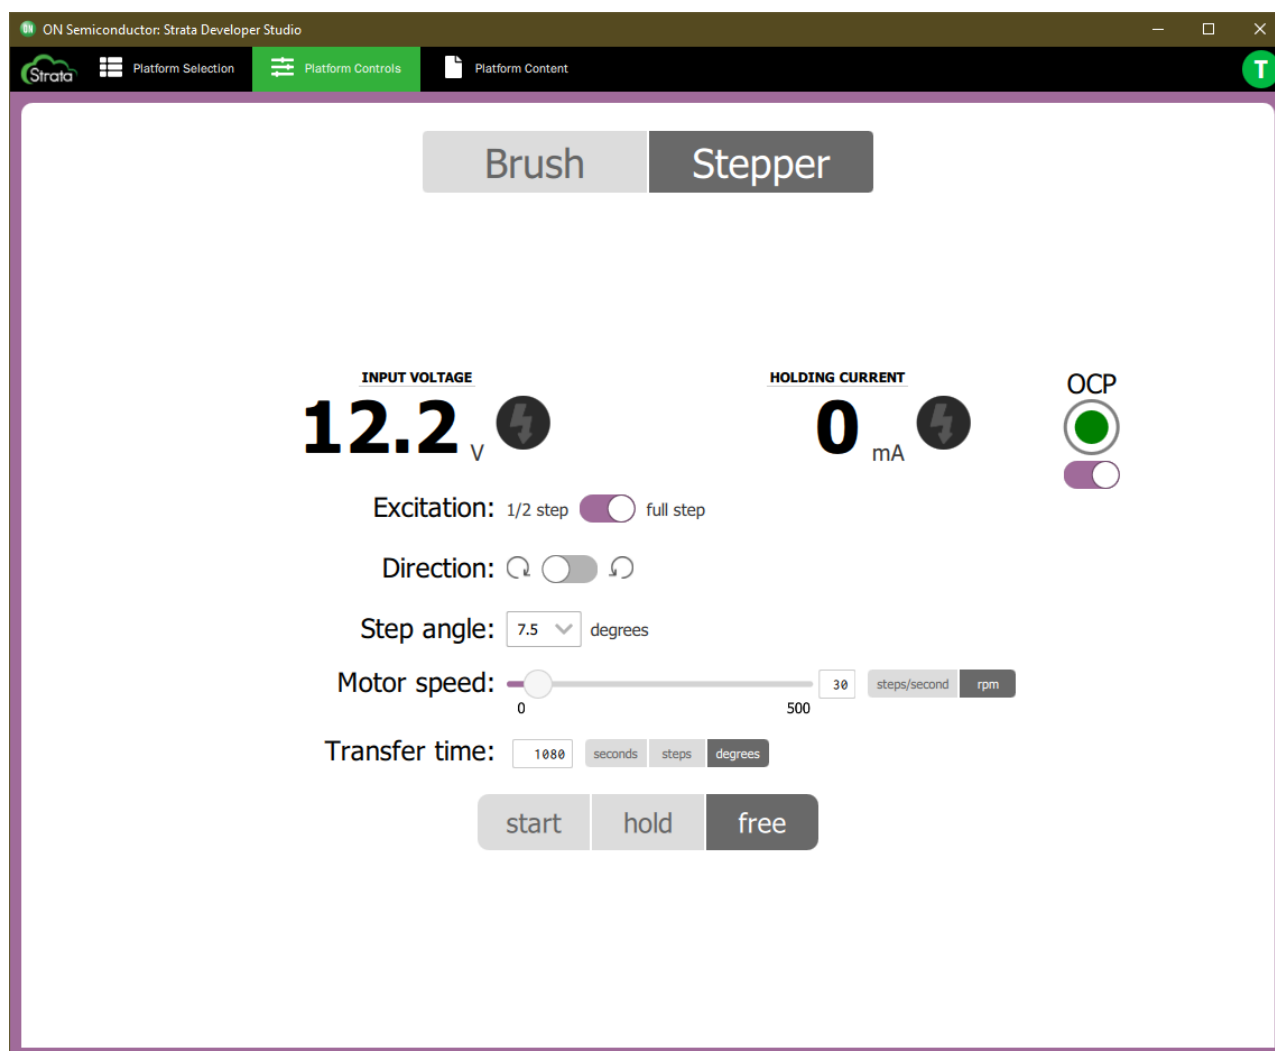 ON Semiconductor: Strata Developer Studio
Strata Platform Selection Platform Controls Platform Content T
Brush Stepper
INPUT VOLTAGE HOLDING CURRENT OCP
12.2 V 0 mA
Excitation: 1/2 step full step
Direction:
Step angle: 7.5 degrees
Motor speed: 30 steps/second rpm
0 500
Transfer time: 1080 seconds steps degrees
start hold free